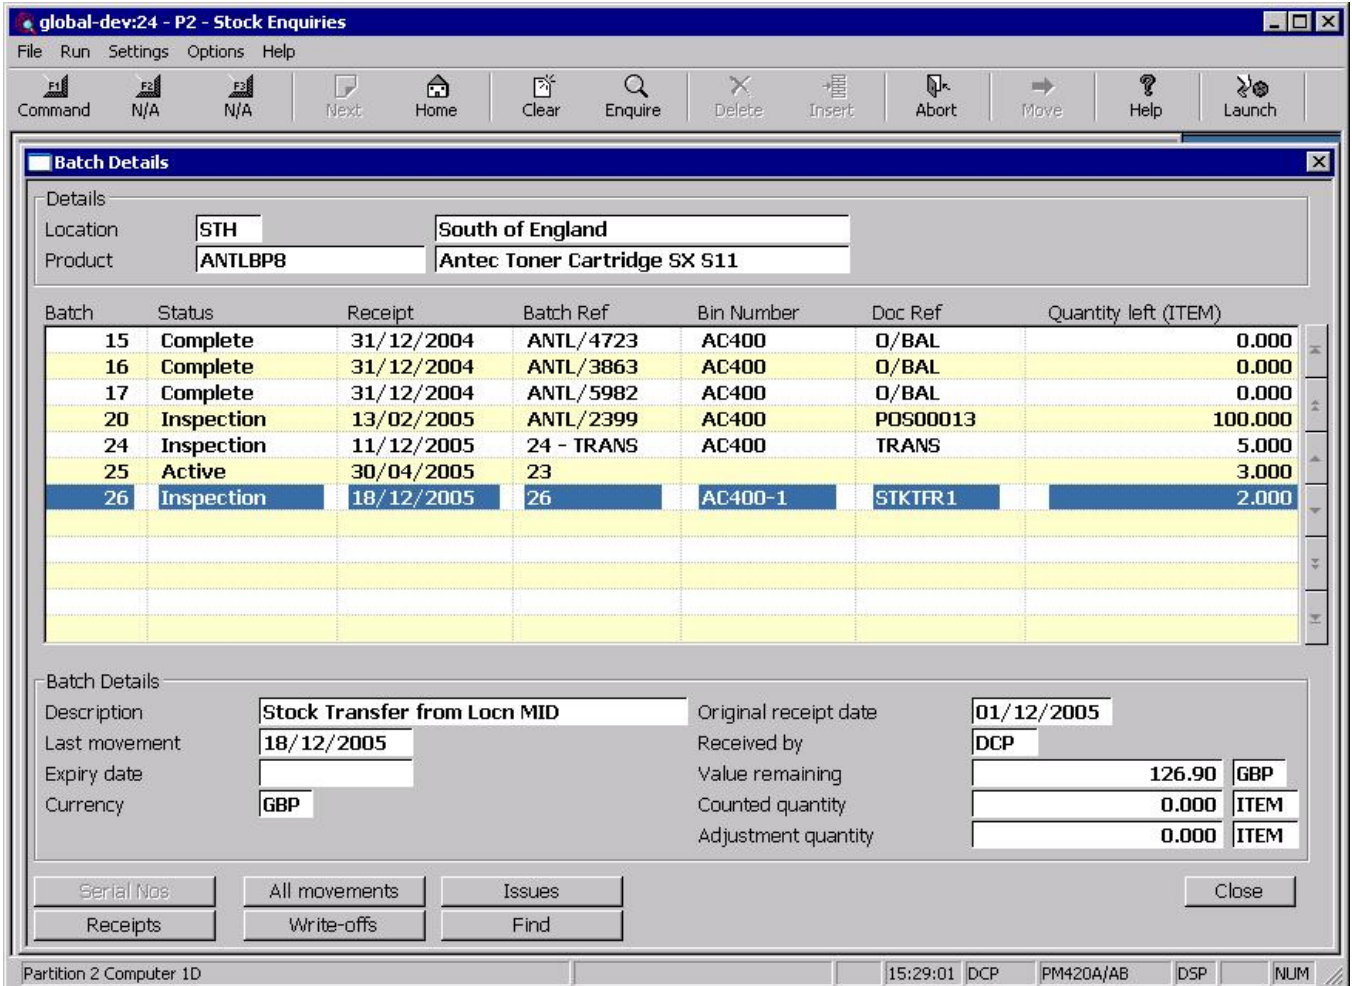 global-dev:24 - P2 - Stock Enquiries
File Run Settings Options Help
F1 F2 F3
Command N/A N/A Next Home Clear Enquire Delete Insert Abort Move Help Launch
Batch Details
Details
Location STH South of England
Product ANTLBP8 Antec Toner Cartridge SX S11
Batch Status Receipt Batch Ref Bin Number Doc Ref Quantity left (ITEM)
15 Complete 31/12/2004 ANTL/4723 AC400 O/BAL 0.000
16 Complete 31/12/2004 ANTL/3863 AC400 O/BAL 0.000
17 Complete 31/12/2004 ANTL/5982 AC400 O/BAL 0.000
20 Inspection 13/02/2005 ANTL/2399 AC400 POS00013 100.000
24 Inspection 11/12/2005 24 - TRANS AC400 TRANS 5.000
25 Active 30/04/2005 23 3.000
26 Inspection 18/12/2005 26 AC400-1 STKTFR1 2.000
Batch Details
Description Stock Transfer from Locn MID Original receipt date 01/12/2005
Last movement 18/12/2005 Received by DCP
Expiry date Value remaining 126.90 GBP
Currency GBP Counted quantity 0.000 ITEM
Adjustment quantity 0.000 ITEM
Serial Nos All movements Issues Close
Receipts Write-offs Find
Partition 2 Computer 1D 15:29:01 DCP PM420A/AB DSP NUM